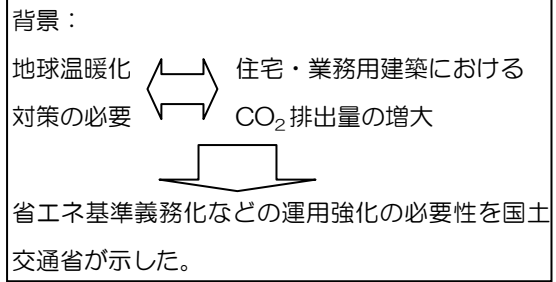 背景：
地球温暖化 住宅・業務用建築における
対策の必要 CO₂排出量の増大
省エネ基準義務化などの運用強化の必要性を国土
交通省が示した。